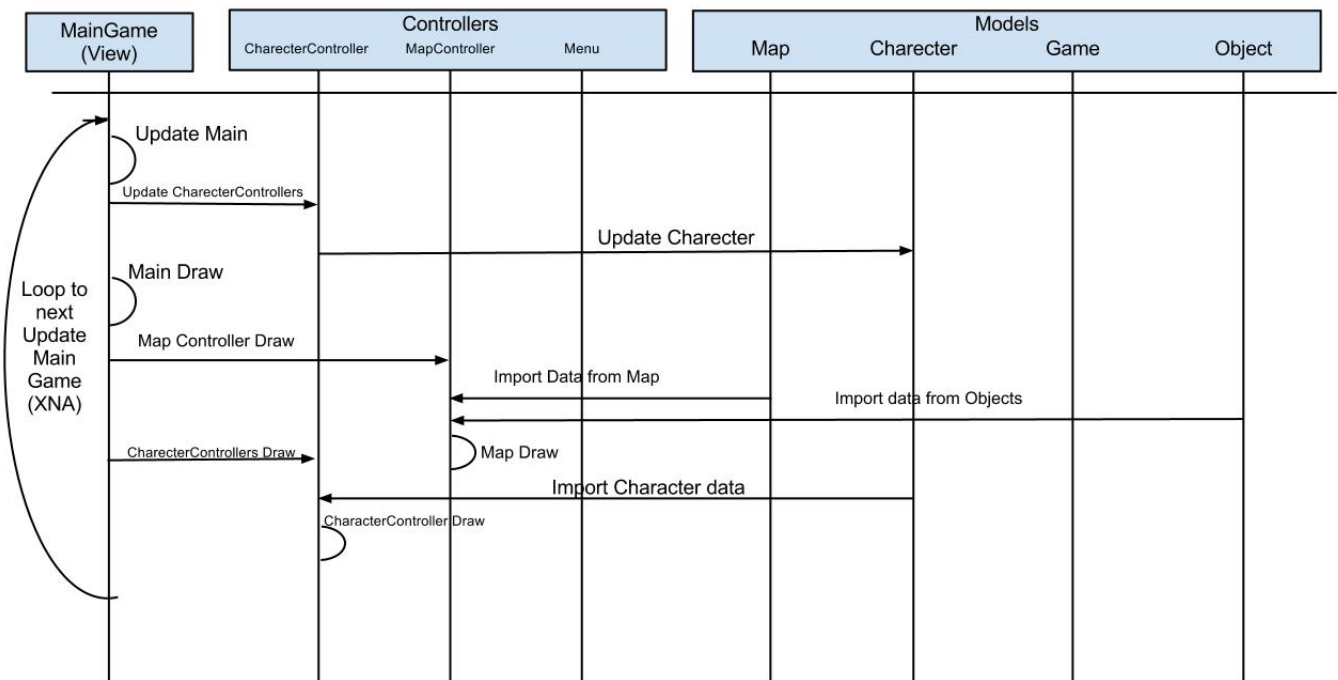 MainGame
(View)
Controllers
CharecterController
MapController
Menu
Models
Map
Charecter
Game
Object
Update Main
Update CharecterControllers
Update Charecter
Main Draw
Loop to
next
Update
Main
Game
(XNA)
Map Controller Draw
Import Data from Map
Import data from Objects
CharecterControllers Draw
Map Draw
Import Character data
CharacterController Draw